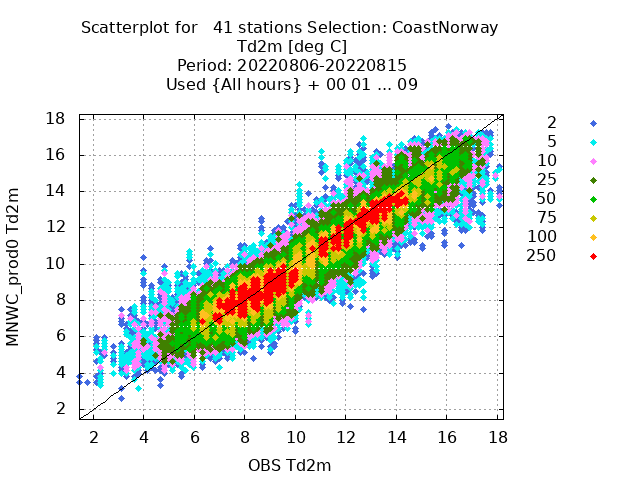 Scatterplot for   41 stations Selection: CoastNorway
Td2m [deg C]
Period: 20220806-20220815
Used {All hours} + 00 01 ... 09
18
16
14
12
10
8
6
4
2
MNWC_prod0 Td2m
2 4 6 8 10 12 14 16 18
OBS Td2m
2
5
10
25
50
75
100
250